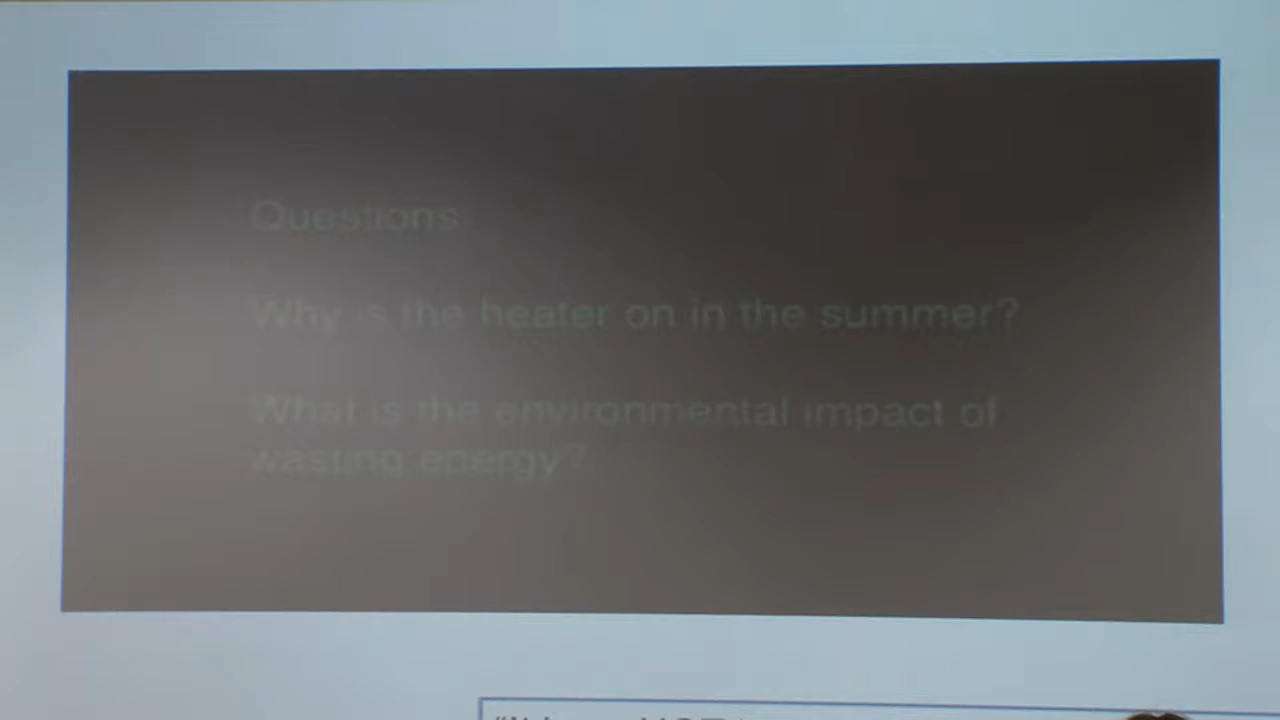 Questions:
Why is the heater on in the summer?
What is the environmental impact of
wasting energy?